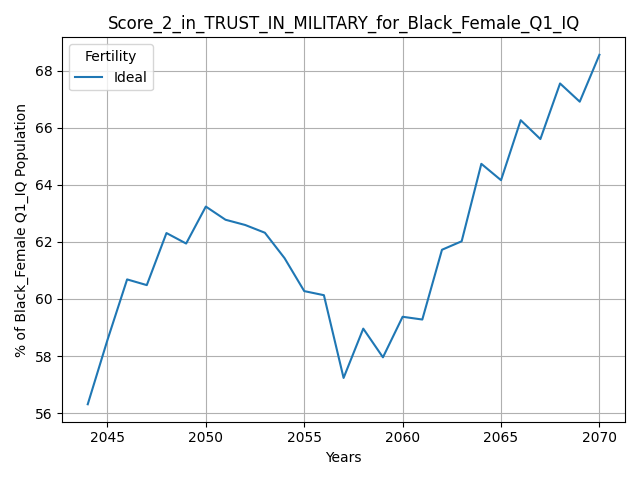 Score_2_in_TRUST_IN_MILITARY_for_Black_Female_Q1_IQ
Fertility
Ideal
% of Black_Female Q1_IQ Population
68
66
64
62
60
58
56
2045 2050 2055 2060 2065 2070
Years